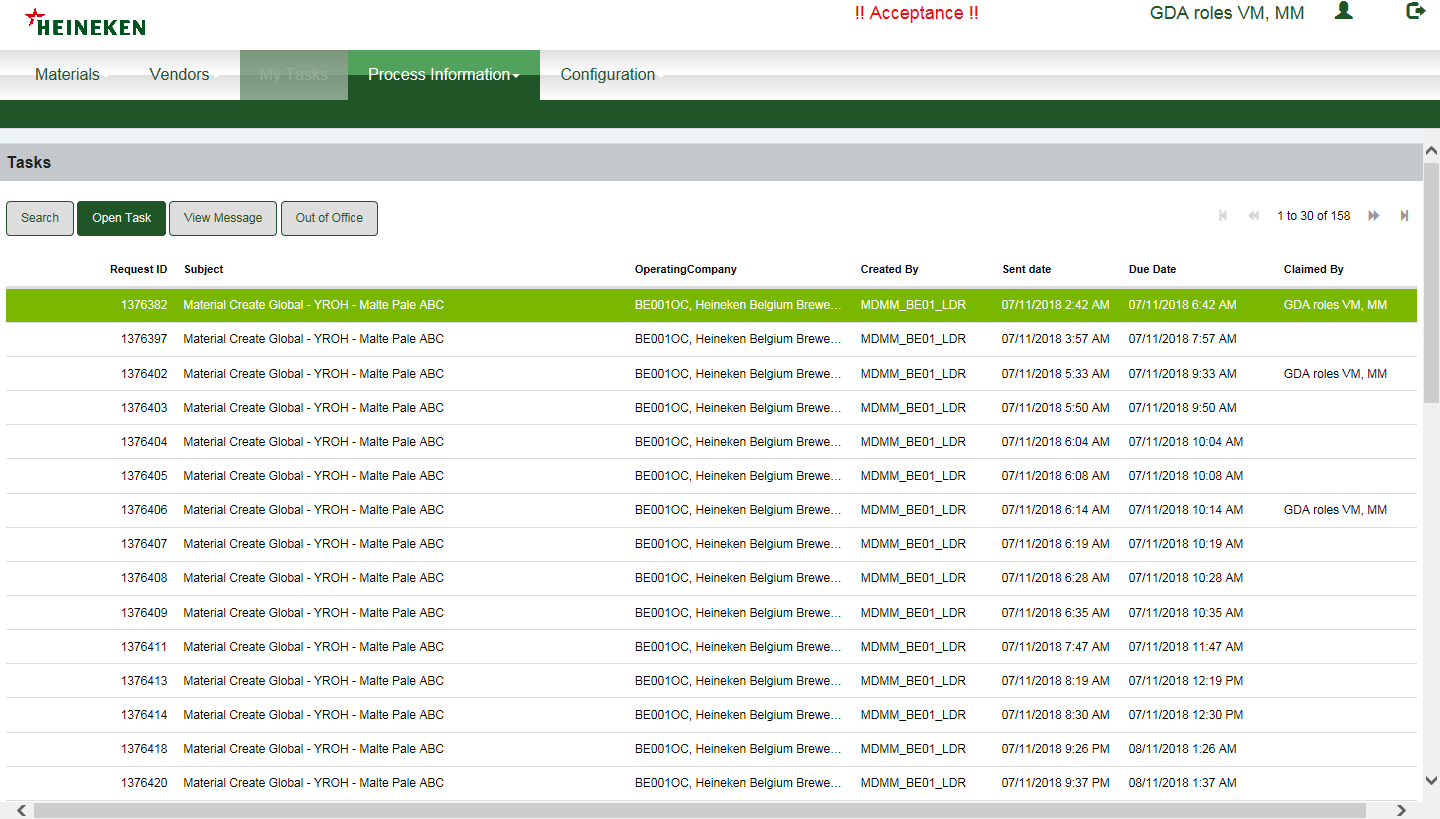 HEINEKEN
!! Acceptance !!
GDA roles VM, MM
Materials Vendors My Tasks Process Information Configuration
Tasks
Search Open Task View Message Out of Office 1 to 30 of 158
Request ID Subject OperatingCompany Created By Sent date Due Date Claimed By
1376382 Material Create Global - YROH - Malte Pale ABC BE001OC, Heineken Belgium Brewe... MDMM_BE01_LDR 07/11/2018 2:42 AM 07/11/2018 6:42 AM GDA roles VM, MM
1376397 Material Create Global - YROH - Malte Pale ABC BE001OC, Heineken Belgium Brewe... MDMM_BE01_LDR 07/11/2018 3:57 AM 07/11/2018 7:57 AM
1376402 Material Create Global - YROH - Malte Pale ABC BE001OC, Heineken Belgium Brewe... MDMM_BE01_LDR 07/11/2018 5:33 AM 07/11/2018 9:33 AM GDA roles VM, MM
1376403 Material Create Global - YROH - Malte Pale ABC BE001OC, Heineken Belgium Brewe... MDMM_BE01_LDR 07/11/2018 5:50 AM 07/11/2018 9:50 AM
1376404 Material Create Global - YROH - Malte Pale ABC BE001OC, Heineken Belgium Brewe... MDMM_BE01_LDR 07/11/2018 6:04 AM 07/11/2018 10:04 AM
1376405 Material Create Global - YROH - Malte Pale ABC BE001OC, Heineken Belgium Brewe... MDMM_BE01_LDR 07/11/2018 6:08 AM 07/11/2018 10:08 AM
1376406 Material Create Global - YROH - Malte Pale ABC BE001OC, Heineken Belgium Brewe... MDMM_BE01_LDR 07/11/2018 6:14 AM 07/11/2018 10:14 AM GDA roles VM, MM
1376407 Material Create Global - YROH - Malte Pale ABC BE001OC, Heineken Belgium Brewe... MDMM_BE01_LDR 07/11/2018 6:19 AM 07/11/2018 10:19 AM
1376408 Material Create Global - YROH - Malte Pale ABC BE001OC, Heineken Belgium Brewe... MDMM_BE01_LDR 07/11/2018 6:28 AM 07/11/2018 10:28 AM
1376409 Material Create Global - YROH - Malte Pale ABC BE001OC, Heineken Belgium Brewe... MDMM_BE01_LDR 07/11/2018 6:35 AM 07/11/2018 10:35 AM
1376411 Material Create Global - YROH - Malte Pale ABC BE001OC, Heineken Belgium Brewe... MDMM_BE01_LDR 07/11/2018 7:47 AM 07/11/2018 11:47 AM
1376413 Material Create Global - YROH - Malte Pale ABC BE001OC, Heineken Belgium Brewe... MDMM_BE01_LDR 07/11/2018 8:19 AM 07/11/2018 12:19 PM
1376414 Material Create Global - YROH - Malte Pale ABC BE001OC, Heineken Belgium Brewe... MDMM_BE01_LDR 07/11/2018 8:30 AM 07/11/2018 12:30 PM
1376418 Material Create Global - YROH - Malte Pale ABC BE001OC, Heineken Belgium Brewe... MDMM_BE01_LDR 07/11/2018 9:26 PM 08/11/2018 1:26 AM
1376420 Material Create Global - YROH - Malte Pale ABC BE001OC, Heineken Belgium Brewe... MDMM_BE01_LDR 07/11/2018 9:37 PM 08/11/2018 1:37 AM